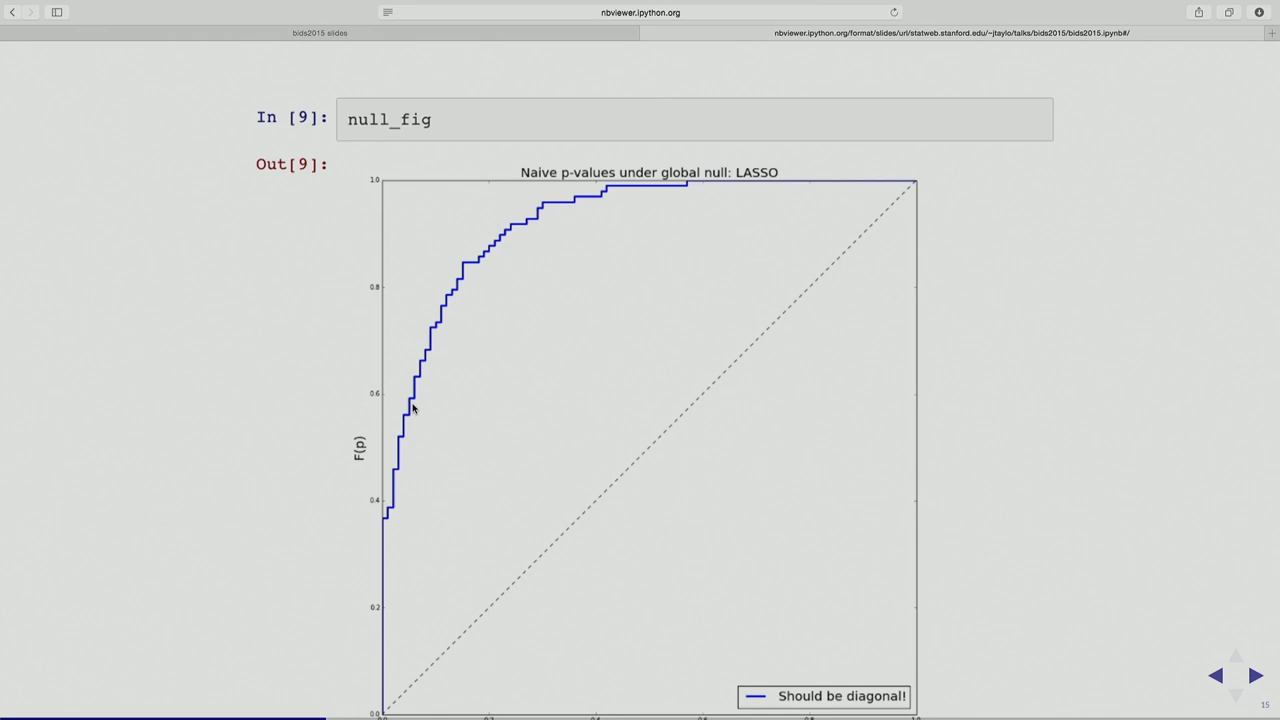 nbviewer.ipython.org
bids2015 slides
nbviewer.ipython.org/format/slides/url/statweb.stanford.edu/~jtaylo/talks/bids2015/bids2015.ipynb#/
In [9]:
null_fig
Out[9]:
Naive p-values under global null: LASSO
1.0
0.8
0.6
F(p)
0.4
0.2
Should be diagonal!
0.0
15